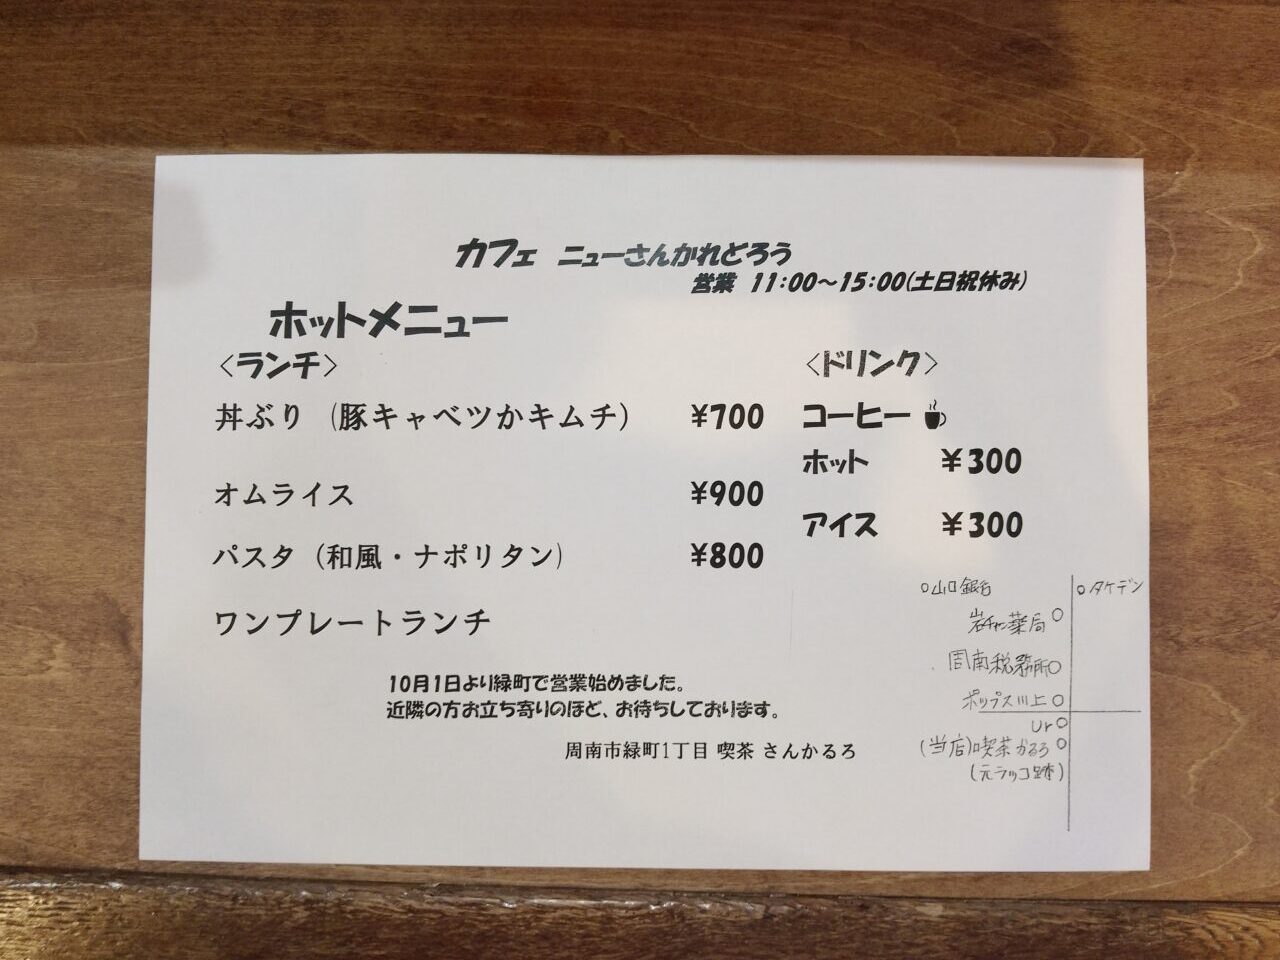 カフェ ニューさんかれどろう
営業 11:00～15:00(土日祝休み)
ホットメニュー
＜ランチ＞
丼ぶり (豚キャベツかキムチ) ¥700
オムライス ¥900
パスタ (和風・ナポリタン) ¥800
ワンプレートランチ
＜ドリンク＞
コーヒー
ホット ￥300
アイス ￥300
10月1日より緑町で営業始めました。
近隣の方お立ち寄りのほど、お待ちしております。
周南市緑町1丁目 喫茶 さんかるろ
○山口銀行
○タケデン
薬局○
周南税務所○
ポップス川上○
Ur○
(当店)喫茶かるろ○
(元ラッコ跡)